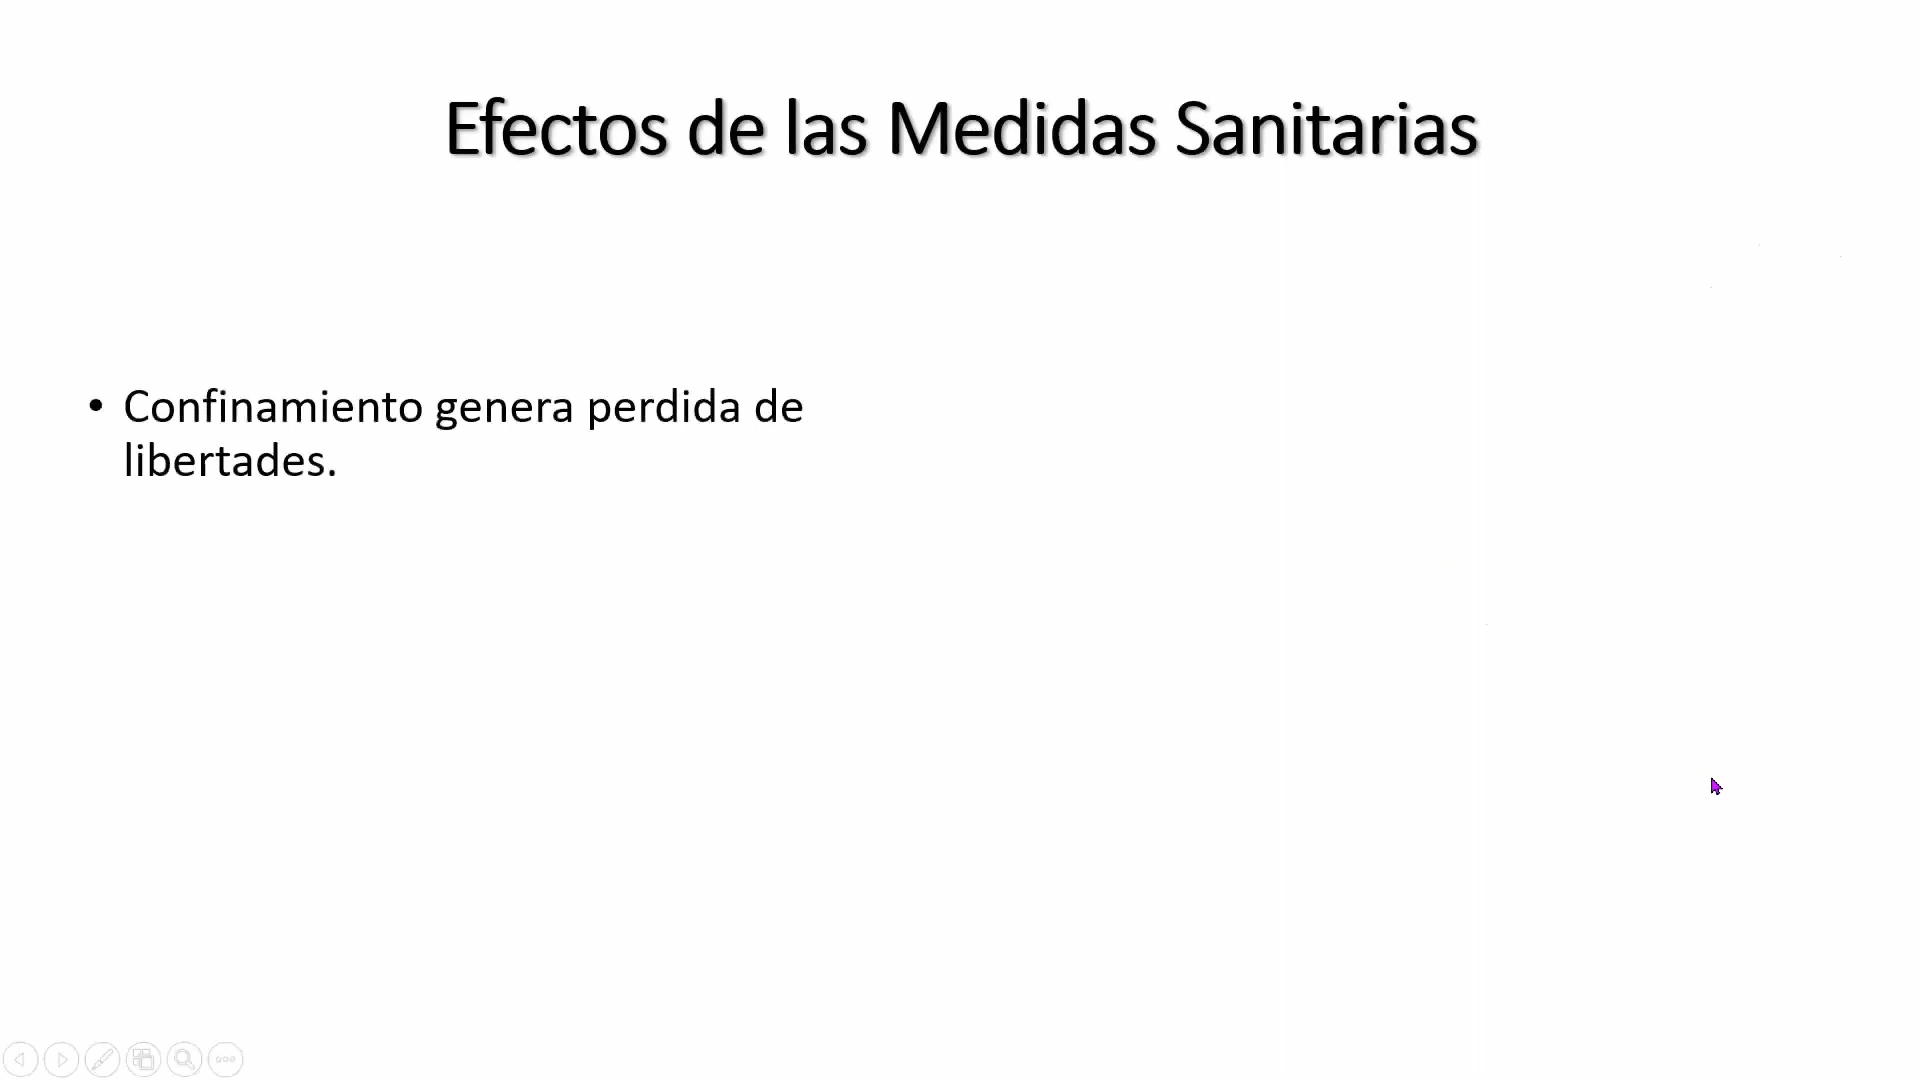 Efectos de las Medidas Sanitarias
• Confinamiento genera perdida de
libertades.